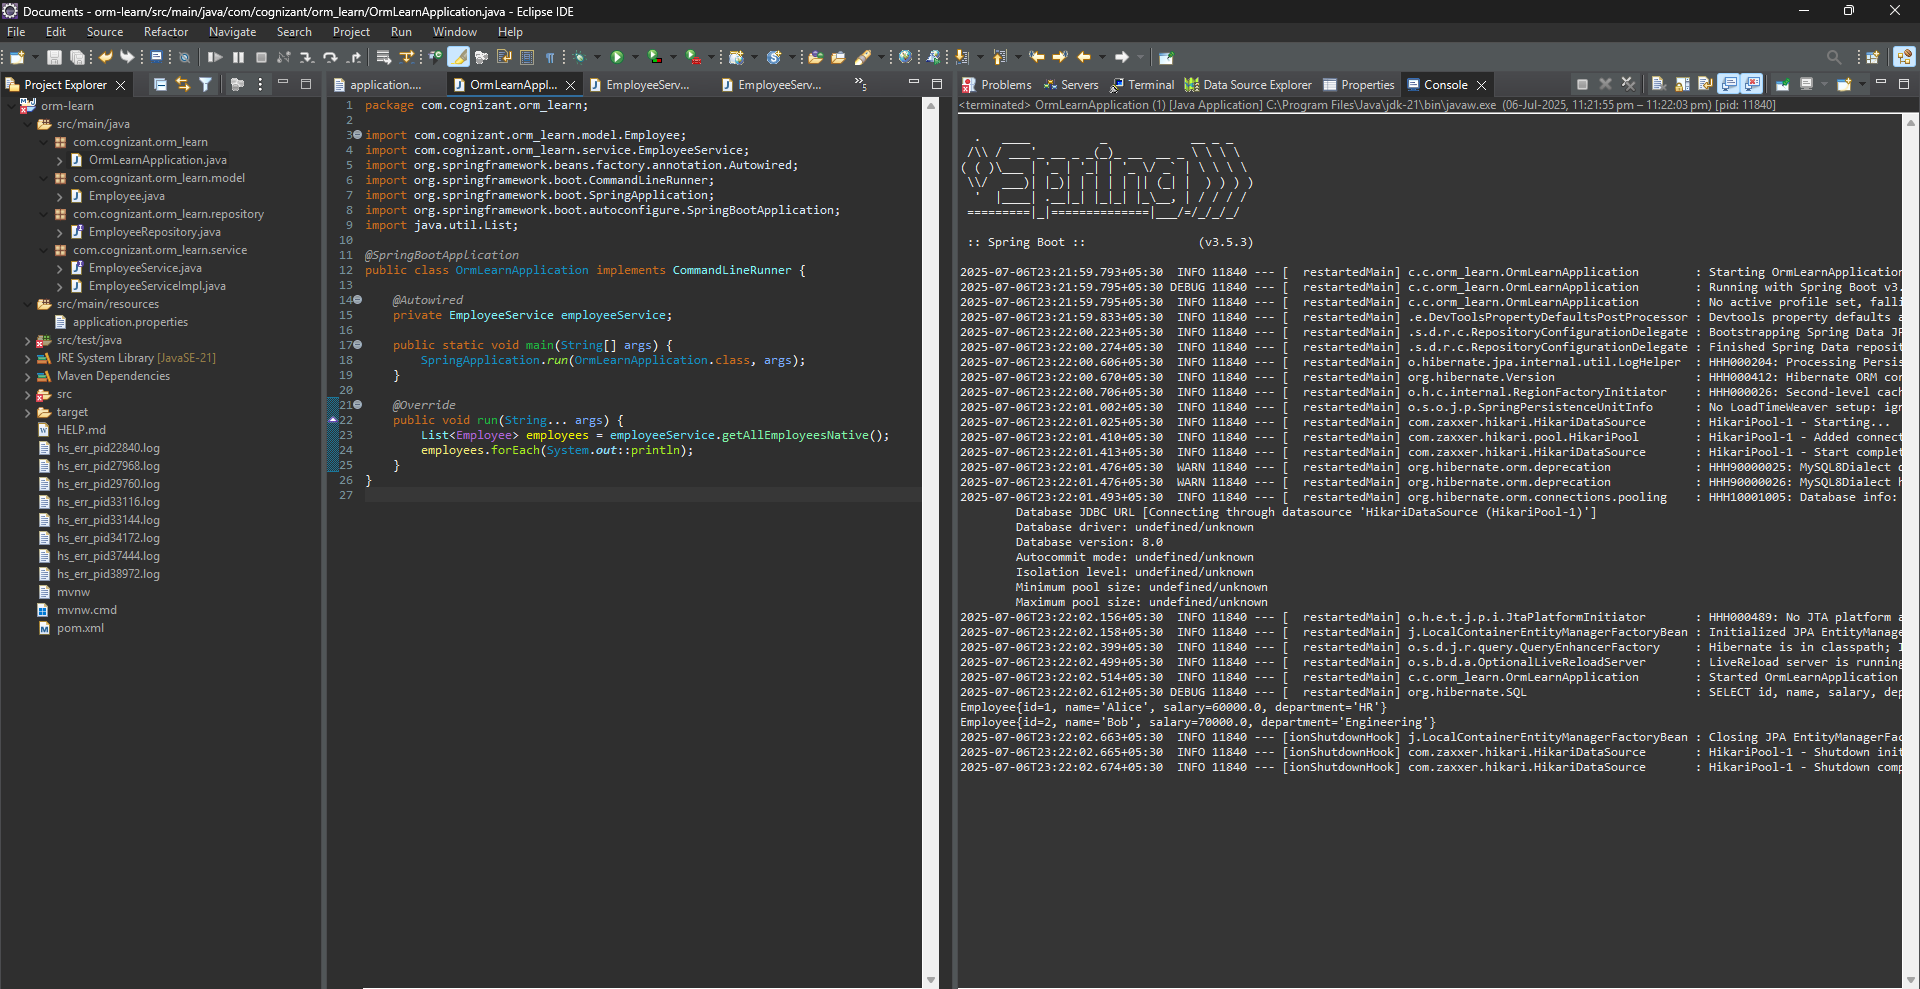 Documents - orm-learn/src/main/java/com/cognizant/orm_learn/OrmLearnApplication.java - Eclipse IDE
File Edit Source Refactor Navigate Search Project Run Window Help
Project Explorer
orm-learn
src/main/java
com.cognizant.orm_learn
OrmLearnApplication.java
com.cognizant.orm_learn.model
Employee.java
com.cognizant.orm_learn.repository
EmployeeRepository.java
com.cognizant.orm_learn.service
EmployeeService.java
EmployeeServiceImpl.java
src/main/resources
application.properties
src/test/java
JRE System Library [JavaSE-21]
Maven Dependencies
src
target
HELP.md
hs_err_pid22840.log
hs_err_pid27968.log
hs_err_pid29760.log
hs_err_pid33116.log
hs_err_pid33144.log
hs_err_pid34172.log
hs_err_pid37444.log
hs_err_pid38972.log
mvnw
mvnw.cmd
pom.xml
application.... OrmLearnAppl... EmployeeServ... EmployeeServ... »5
1 package com.cognizant.orm_learn;
2
3 import com.cognizant.orm_learn.model.Employee;
4 import com.cognizant.orm_learn.service.EmployeeService;
5 import org.springframework.beans.factory.annotation.Autowired;
6 import org.springframework.boot.CommandLineRunner;
7 import org.springframework.boot.SpringApplication;
8 import org.springframework.boot.autoconfigure.SpringBootApplication;
9 import java.util.List;
10
11 @SpringBootApplication
12 public class OrmLearnApplication implements CommandLineRunner {
13
14 @Autowired
15 private EmployeeService employeeService;
16
17 public static void main(String[] args) {
18 SpringApplication.run(OrmLearnApplication.class, args);
19 }
20
21 @Override
22 public void run(String... args) {
23 List<Employee> employees = employeeService.getAllEmployeesNative();
24 employees.forEach(System.out::println);
25 }
26 }
27
Problems Servers Terminal Data Source Explorer Properties Console
<terminated> OrmLearnApplication (1) [Java Application] C:\Program Files\Java\jdk-21\bin\javaw.exe (06-Jul-2025, 11:21:55 pm – 11:22:03 pm) [pid: 11840]
Spring
:: Spring Boot :: (v3.5.3)
2025-07-06T23:21:59.793+05:30 INFO 11840 --- [ restartedMain] c.c.orm_learn.OrmLearnApplication : Starting OrmLearnApplication
2025-07-06T23:21:59.795+05:30 DEBUG 11840 --- [ restartedMain] c.c.orm_learn.OrmLearnApplication : Running with Spring Boot v3.
2025-07-06T23:21:59.795+05:30 INFO 11840 --- [ restartedMain] c.c.orm_learn.OrmLearnApplication : No active profile set, falli
2025-07-06T23:21:59.833+05:30 INFO 11840 --- [ restartedMain] .e.DevToolsPropertyDefaultsPostProcessor : Devtools property defaults a
2025-07-06T23:22:00.223+05:30 INFO 11840 --- [ restartedMain] .s.d.r.c.RepositoryConfigurationDelegate : Bootstrapping Spring Data JP
2025-07-06T23:22:00.274+05:30 INFO 11840 --- [ restartedMain] .s.d.r.c.RepositoryConfigurationDelegate : Finished Spring Data reposit
2025-07-06T23:22:00.606+05:30 INFO 11840 --- [ restartedMain] o.hibernate.jpa.internal.util.LogHelper : HHH000204: Processing Persis
2025-07-06T23:22:00.670+05:30 INFO 11840 --- [ restartedMain] org.hibernate.Version : HHH000412: Hibernate ORM cor
2025-07-06T23:22:00.706+05:30 INFO 11840 --- [ restartedMain] o.h.c.internal.RegionFactoryInitiator : HHH000026: Second-level cach
2025-07-06T23:22:01.002+05:30 INFO 11840 --- [ restartedMain] o.s.o.j.p.SpringPersistenceUnitInfo : No LoadTimeWeaver setup: ign
2025-07-06T23:22:01.025+05:30 INFO 11840 --- [ restartedMain] com.zaxxer.hikari.HikariDataSource : HikariPool-1 - Starting...
2025-07-06T23:22:01.410+05:30 INFO 11840 --- [ restartedMain] com.zaxxer.hikari.pool.HikariPool : HikariPool-1 - Added connect
2025-07-06T23:22:01.413+05:30 INFO 11840 --- [ restartedMain] com.zaxxer.hikari.HikariDataSource : HikariPool-1 - Start complet
2025-07-06T23:22:01.476+05:30 WARN 11840 --- [ restartedMain] org.hibernate.orm.deprecation : HHH90000025: MySQL8Dialect d
2025-07-06T23:22:01.476+05:30 WARN 11840 --- [ restartedMain] org.hibernate.orm.deprecation : HHH90000026: MySQL8Dialect h
2025-07-06T23:22:01.493+05:30 INFO 11840 --- [ restartedMain] org.hibernate.orm.connections.pooling : HHH10001005: Database info:
Database JDBC URL [Connecting through datasource 'HikariDataSource (HikariPool-1)']
Database driver: undefined/unknown
Database version: 8.0
Autocommit mode: undefined/unknown
Isolation level: undefined/unknown
Minimum pool size: undefined/unknown
Maximum pool size: undefined/unknown
2025-07-06T23:22:02.156+05:30 INFO 11840 --- [ restartedMain] o.h.e.t.j.p.i.JtaPlatformInitiator : HHH000489: No JTA platform a
2025-07-06T23:22:02.158+05:30 INFO 11840 --- [ restartedMain] j.LocalContainerEntityManagerFactoryBean : Initialized JPA EntityManage
2025-07-06T23:22:02.399+05:30 INFO 11840 --- [ restartedMain] o.s.d.j.r.query.QueryEnhancerFactory : Hibernate is in classpath; I
2025-07-06T23:22:02.499+05:30 INFO 11840 --- [ restartedMain] o.s.b.d.a.OptionalLiveReloadServer : LiveReload server is running
2025-07-06T23:22:02.514+05:30 INFO 11840 --- [ restartedMain] c.c.orm_learn.OrmLearnApplication : Started OrmLearnApplication
2025-07-06T23:22:02.612+05:30 DEBUG 11840 --- [ restartedMain] org.hibernate.SQL : SELECT id, name, salary, dep
Employee{id=1, name='Alice', salary=60000.0, department='HR'}
Employee{id=2, name='Bob', salary=70000.0, department='Engineering'}
2025-07-06T23:22:02.663+05:30 INFO 11840 --- [ionShutdownHook] j.LocalContainerEntityManagerFactoryBean : Closing JPA EntityManagerFac
2025-07-06T23:22:02.665+05:30 INFO 11840 --- [ionShutdownHook] com.zaxxer.hikari.HikariDataSource : HikariPool-1 - Shutdown init
2025-07-06T23:22:02.674+05:30 INFO 11840 --- [ionShutdownHook] com.zaxxer.hikari.HikariDataSource : HikariPool-1 - Shutdown comp